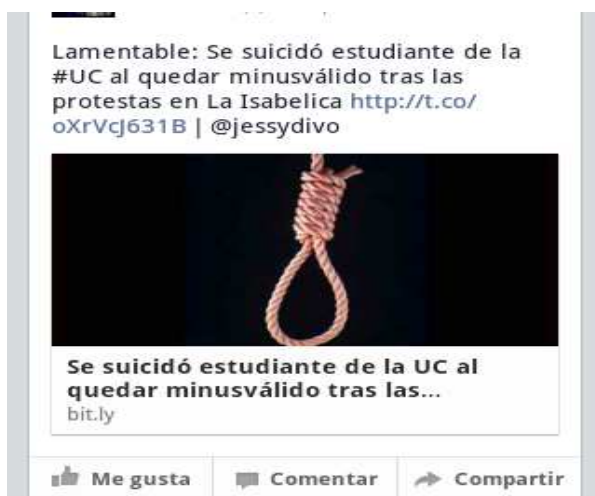 Lamentable: Se suicidó estudiante de la
#UC al quedar minusválido tras las
protestas en La Isabelica http://t.co/
oXrVcJ631B | @jessydivo
Se suicidó estudiante de la UC al
quedar minusválido tras las...
bit.ly
Me gusta Comentar Compartir